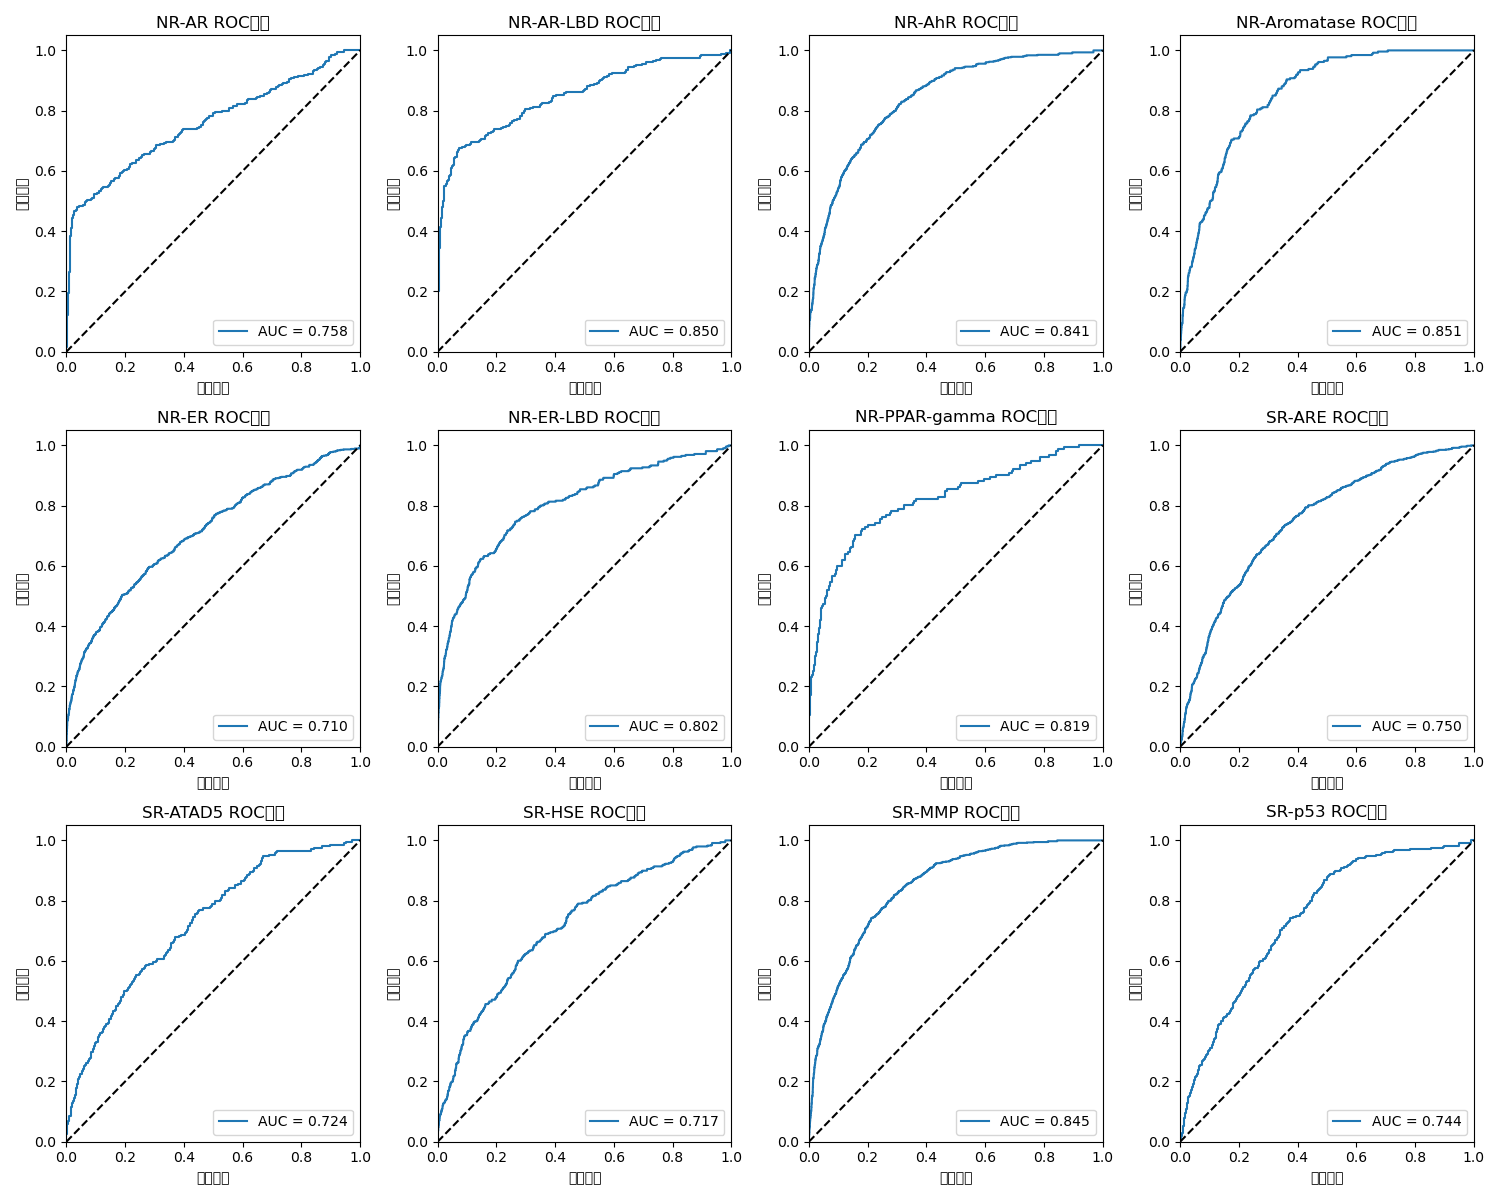 NR-AR ROC
1.0
0.8
0.6
0.4
0.2
0.0
AUC = 0.758
0.0 0.2 0.4 0.6 0.8 1.0
NR-AR-LBD ROC
1.0
0.8
0.6
0.4
0.2
0.0
AUC = 0.850
0.0 0.2 0.4 0.6 0.8 1.0
NR-AhR ROC
1.0
0.8
0.6
0.4
0.2
0.0
AUC = 0.841
0.0 0.2 0.4 0.6 0.8 1.0
NR-Aromatase ROC
1.0
0.8
0.6
0.4
0.2
0.0
AUC = 0.851
0.0 0.2 0.4 0.6 0.8 1.0
NR-ER ROC
1.0
0.8
0.6
0.4
0.2
0.0
AUC = 0.710
0.0 0.2 0.4 0.6 0.8 1.0
NR-ER-LBD ROC
1.0
0.8
0.6
0.4
0.2
0.0
AUC = 0.802
0.0 0.2 0.4 0.6 0.8 1.0
NR-PPAR-gamma ROC
1.0
0.8
0.6
0.4
0.2
0.0
AUC = 0.819
0.0 0.2 0.4 0.6 0.8 1.0
SR-ARE ROC
1.0
0.8
0.6
0.4
0.2
0.0
AUC = 0.750
0.0 0.2 0.4 0.6 0.8 1.0
SR-ATAD5 ROC
1.0
0.8
0.6
0.4
0.2
0.0
AUC = 0.724
0.0 0.2 0.4 0.6 0.8 1.0
SR-HSE ROC
1.0
0.8
0.6
0.4
0.2
0.0
AUC = 0.717
0.0 0.2 0.4 0.6 0.8 1.0
SR-MMP ROC
1.0
0.8
0.6
0.4
0.2
0.0
AUC = 0.845
0.0 0.2 0.4 0.6 0.8 1.0
SR-p53 ROC
1.0
0.8
0.6
0.4
0.2
0.0
AUC = 0.744
0.0 0.2 0.4 0.6 0.8 1.0